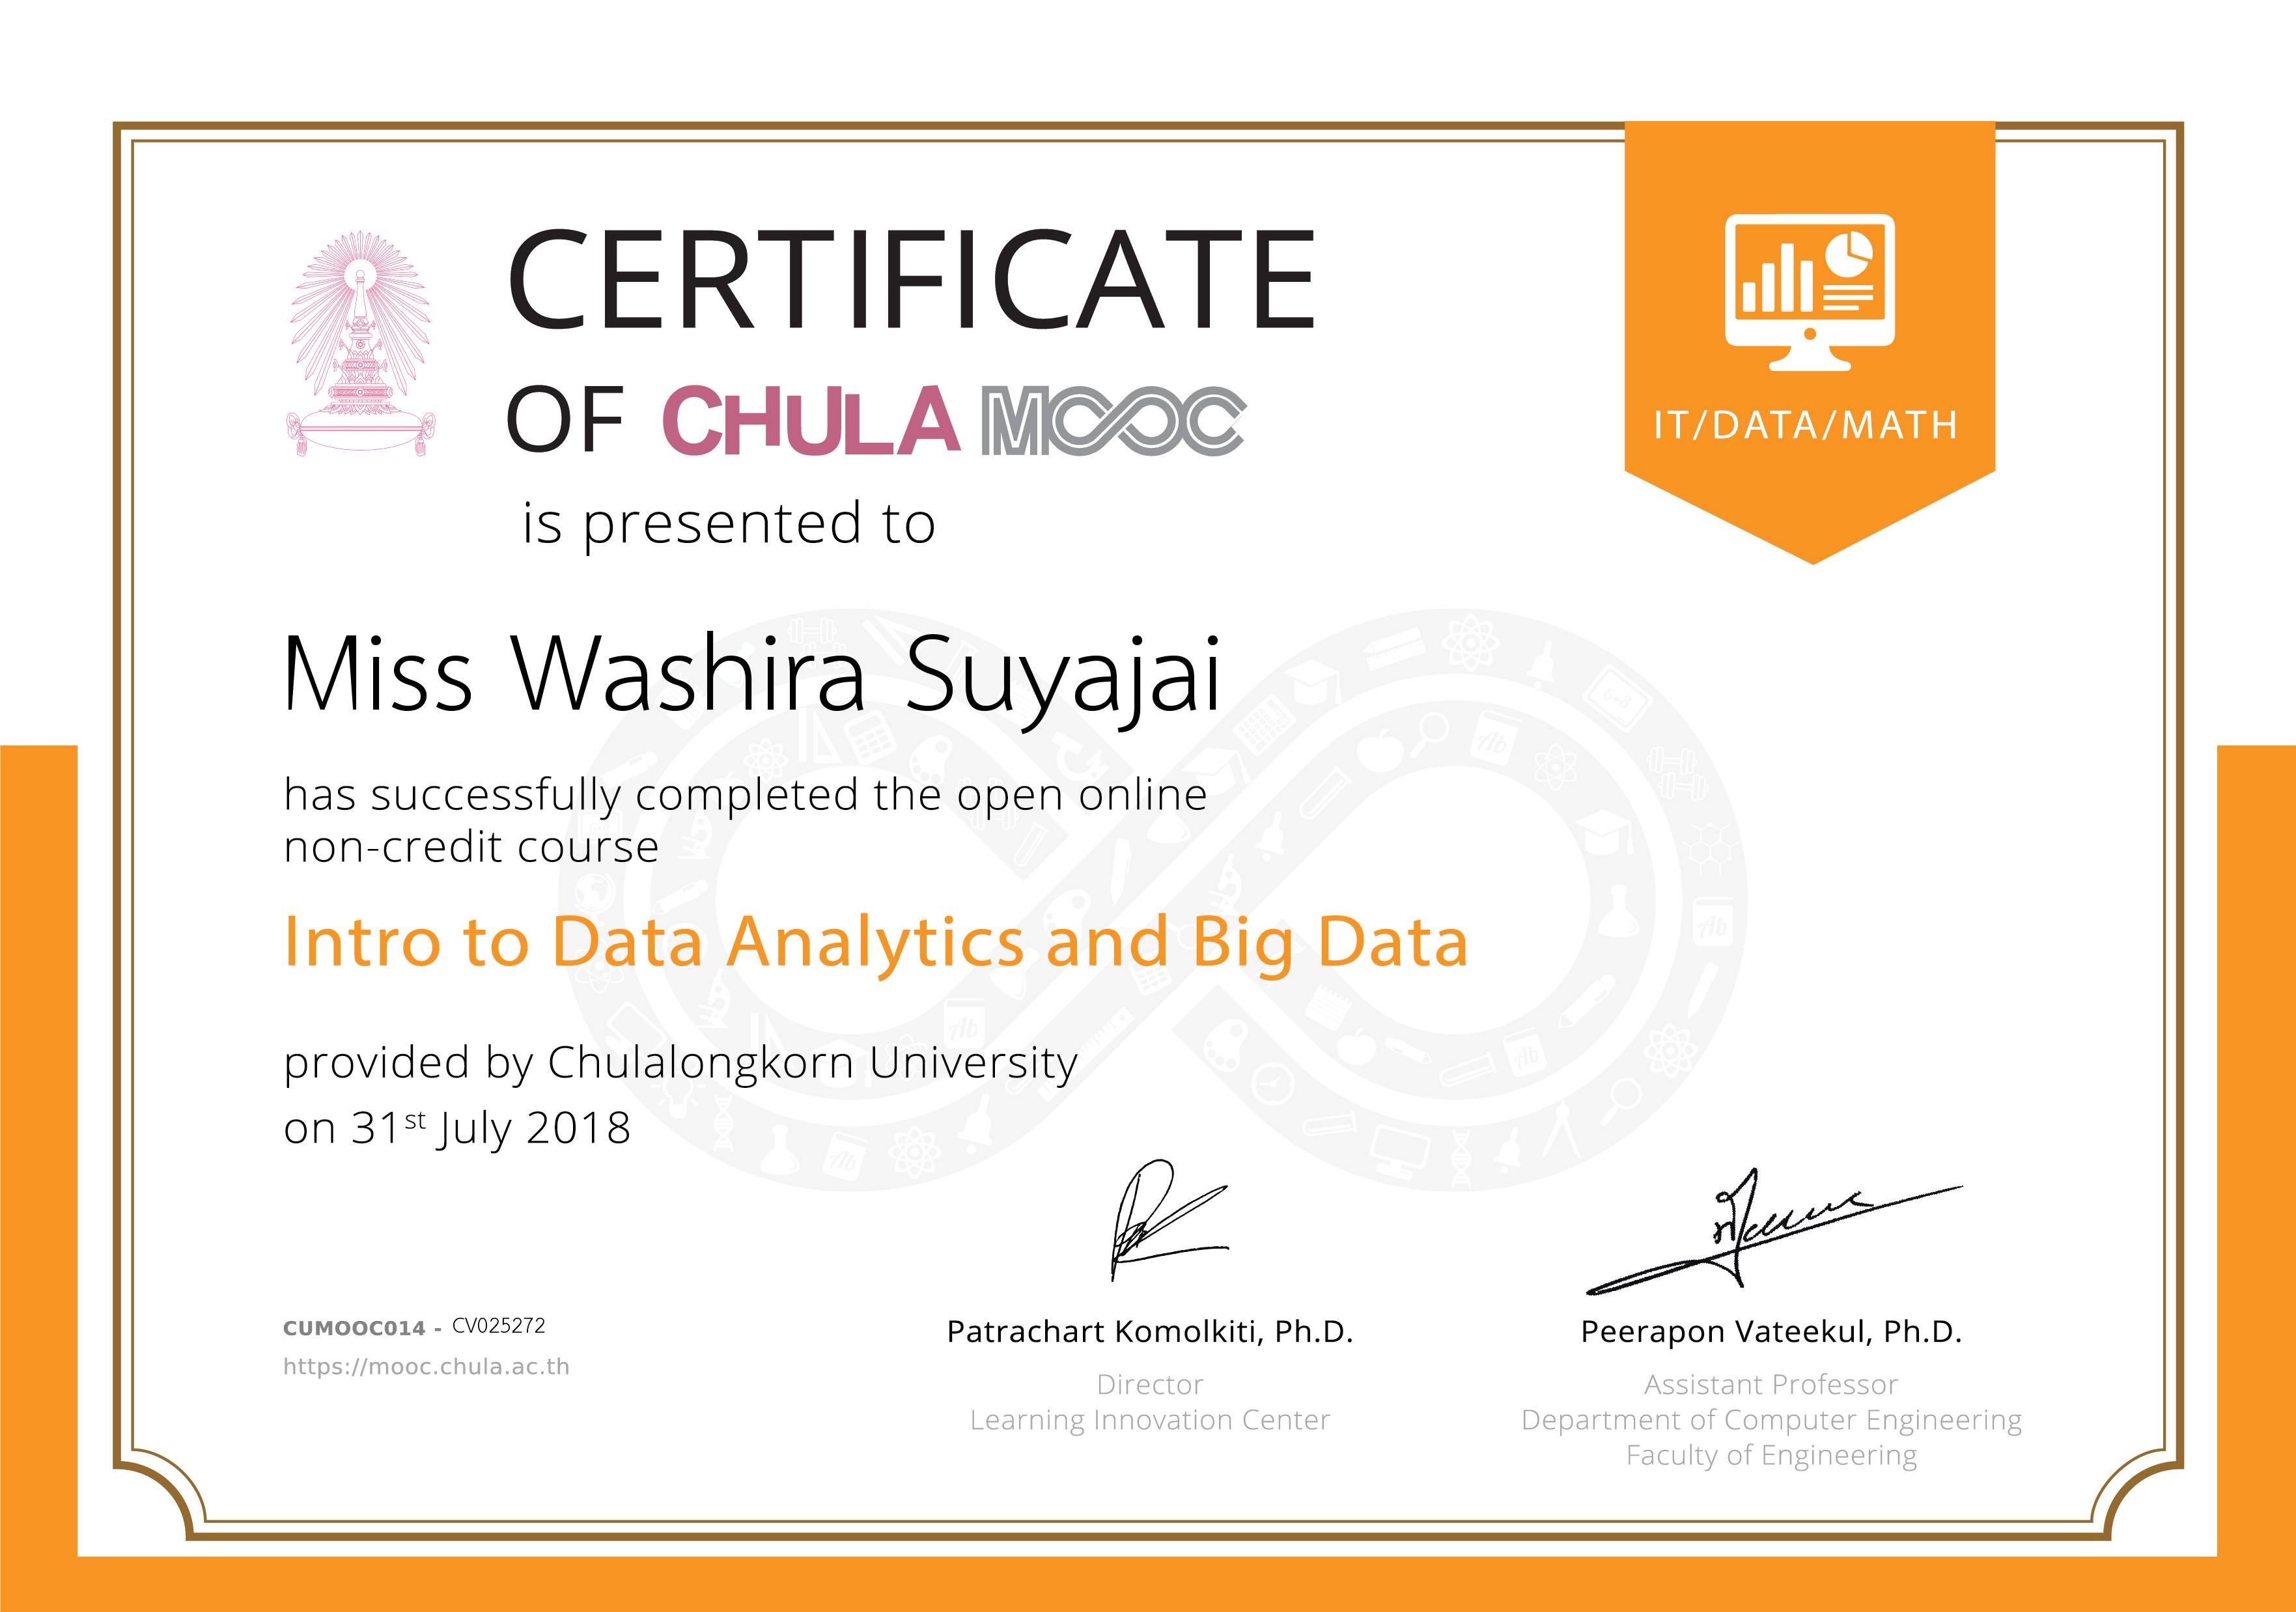 CERTIFICATE
OF CHULA MOOC
is presented to
IT/DATA/MATH
Miss Washira Suyajai
has successfully completed the open online
non-credit course
Intro to Data Analytics and Big Data
provided by Chulalongkorn University
on 31st July 2018
CUMOOC014 - CV025272
https://mooc.chula.ac.th
Patrachart Komolkiti, Ph.D.
Director
Learning Innovation Center
Peerapon Vateekul, Ph.D.
Assistant Professor
Department of Computer Engineering
Faculty of Engineering